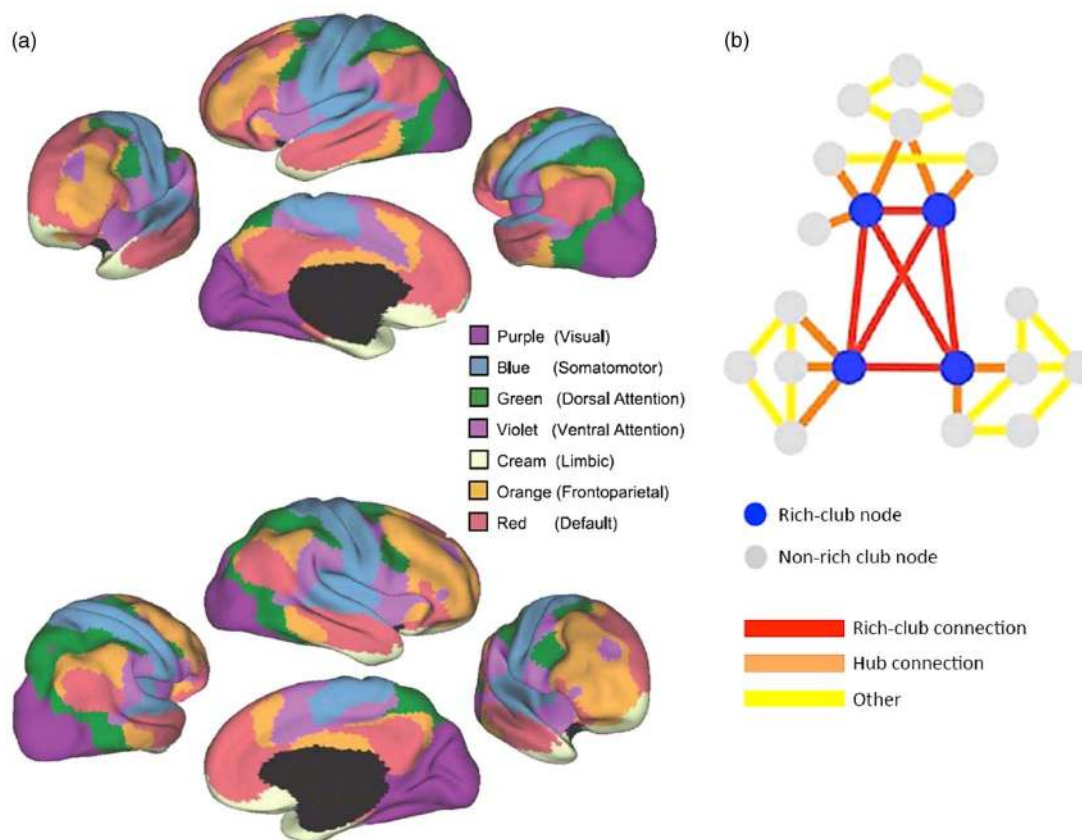 (a)
Purple (Visual)
Blue (Somatomotor)
Green (Dorsal Attention)
Violet (Ventral Attention)
Cream (Limbic)
Orange (Frontoparietal)
Red (Default)
(b)
Rich-club node
Non-rich club node
Rich-club connection
Hub connection
Other